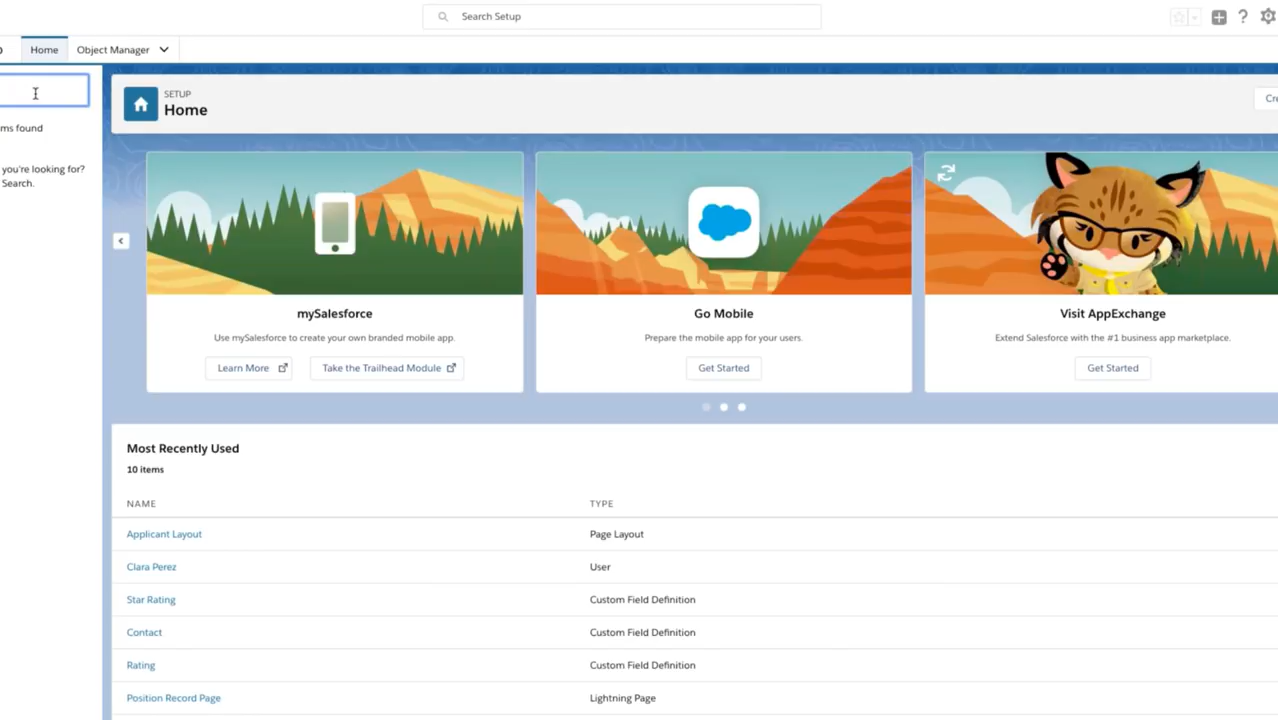 Search Setup
Home
Object Manager
ms found
you're looking for?
Search.
SETUP
Home
Cre
mySalesforce
Use mySalesforce to create your own branded mobile app.
Learn More
Take the Trailhead Module
Go Mobile
Prepare the mobile app for your users.
Get Started
Visit AppExchange
Extend Salesforce with the #1 business app marketplace.
Get Started
Most Recently Used
10 items
NAME TYPE
Applicant Layout Page Layout
Clara Perez User
Star Rating Custom Field Definition
Contact Custom Field Definition
Rating Custom Field Definition
Position Record Page Lightning Page